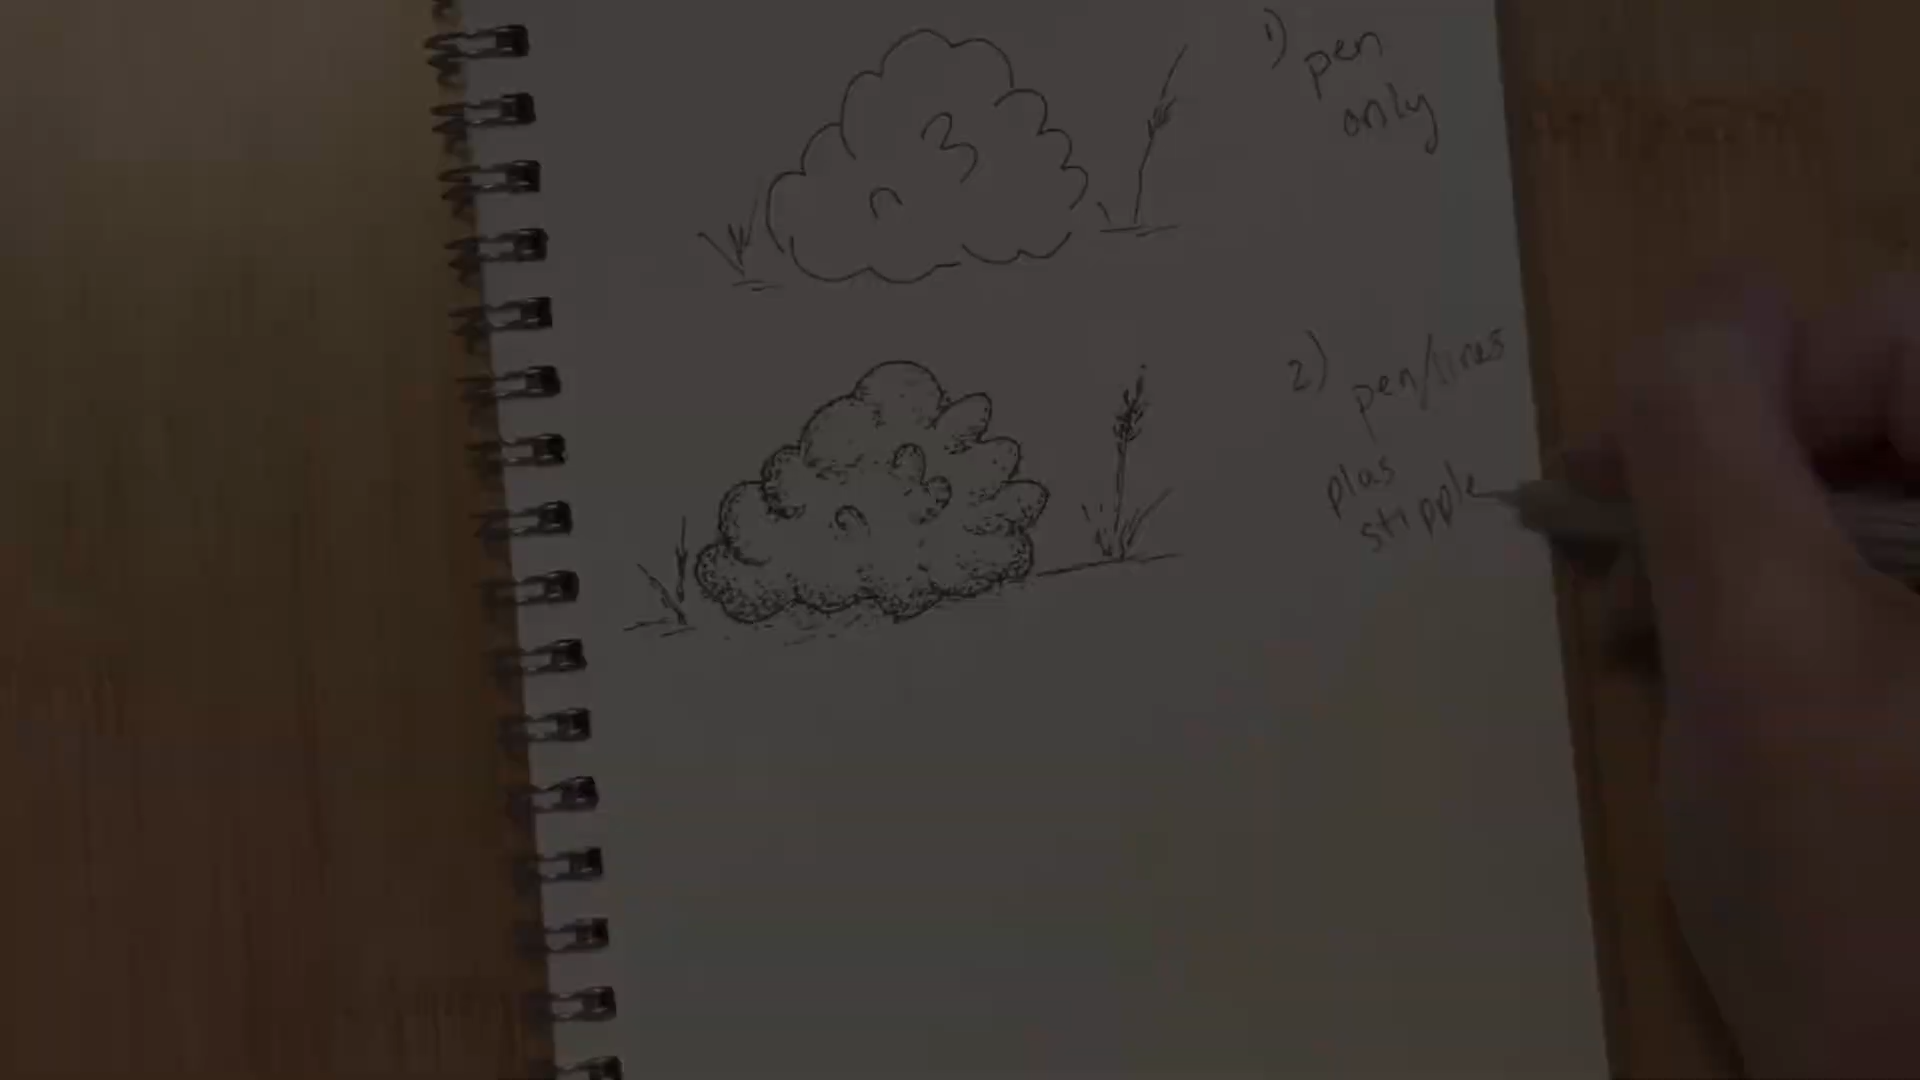 1) pen
only
2) pen/lines
plus
stipple